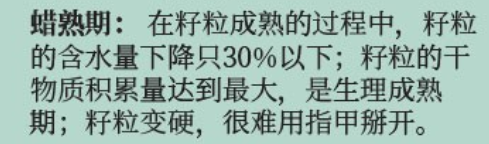 蜡熟期：在籽粒成熟的过程中，籽粒
的含水量下降只30%以下；籽粒的干
物质积累量达到最大，是生理成熟
期；籽粒变硬，很难用指甲掰开。